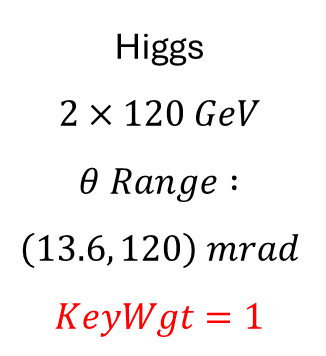 Higgs
2 × 120 GeV
θ Range :
(13.6, 120) mrad
KeyWgt = 1